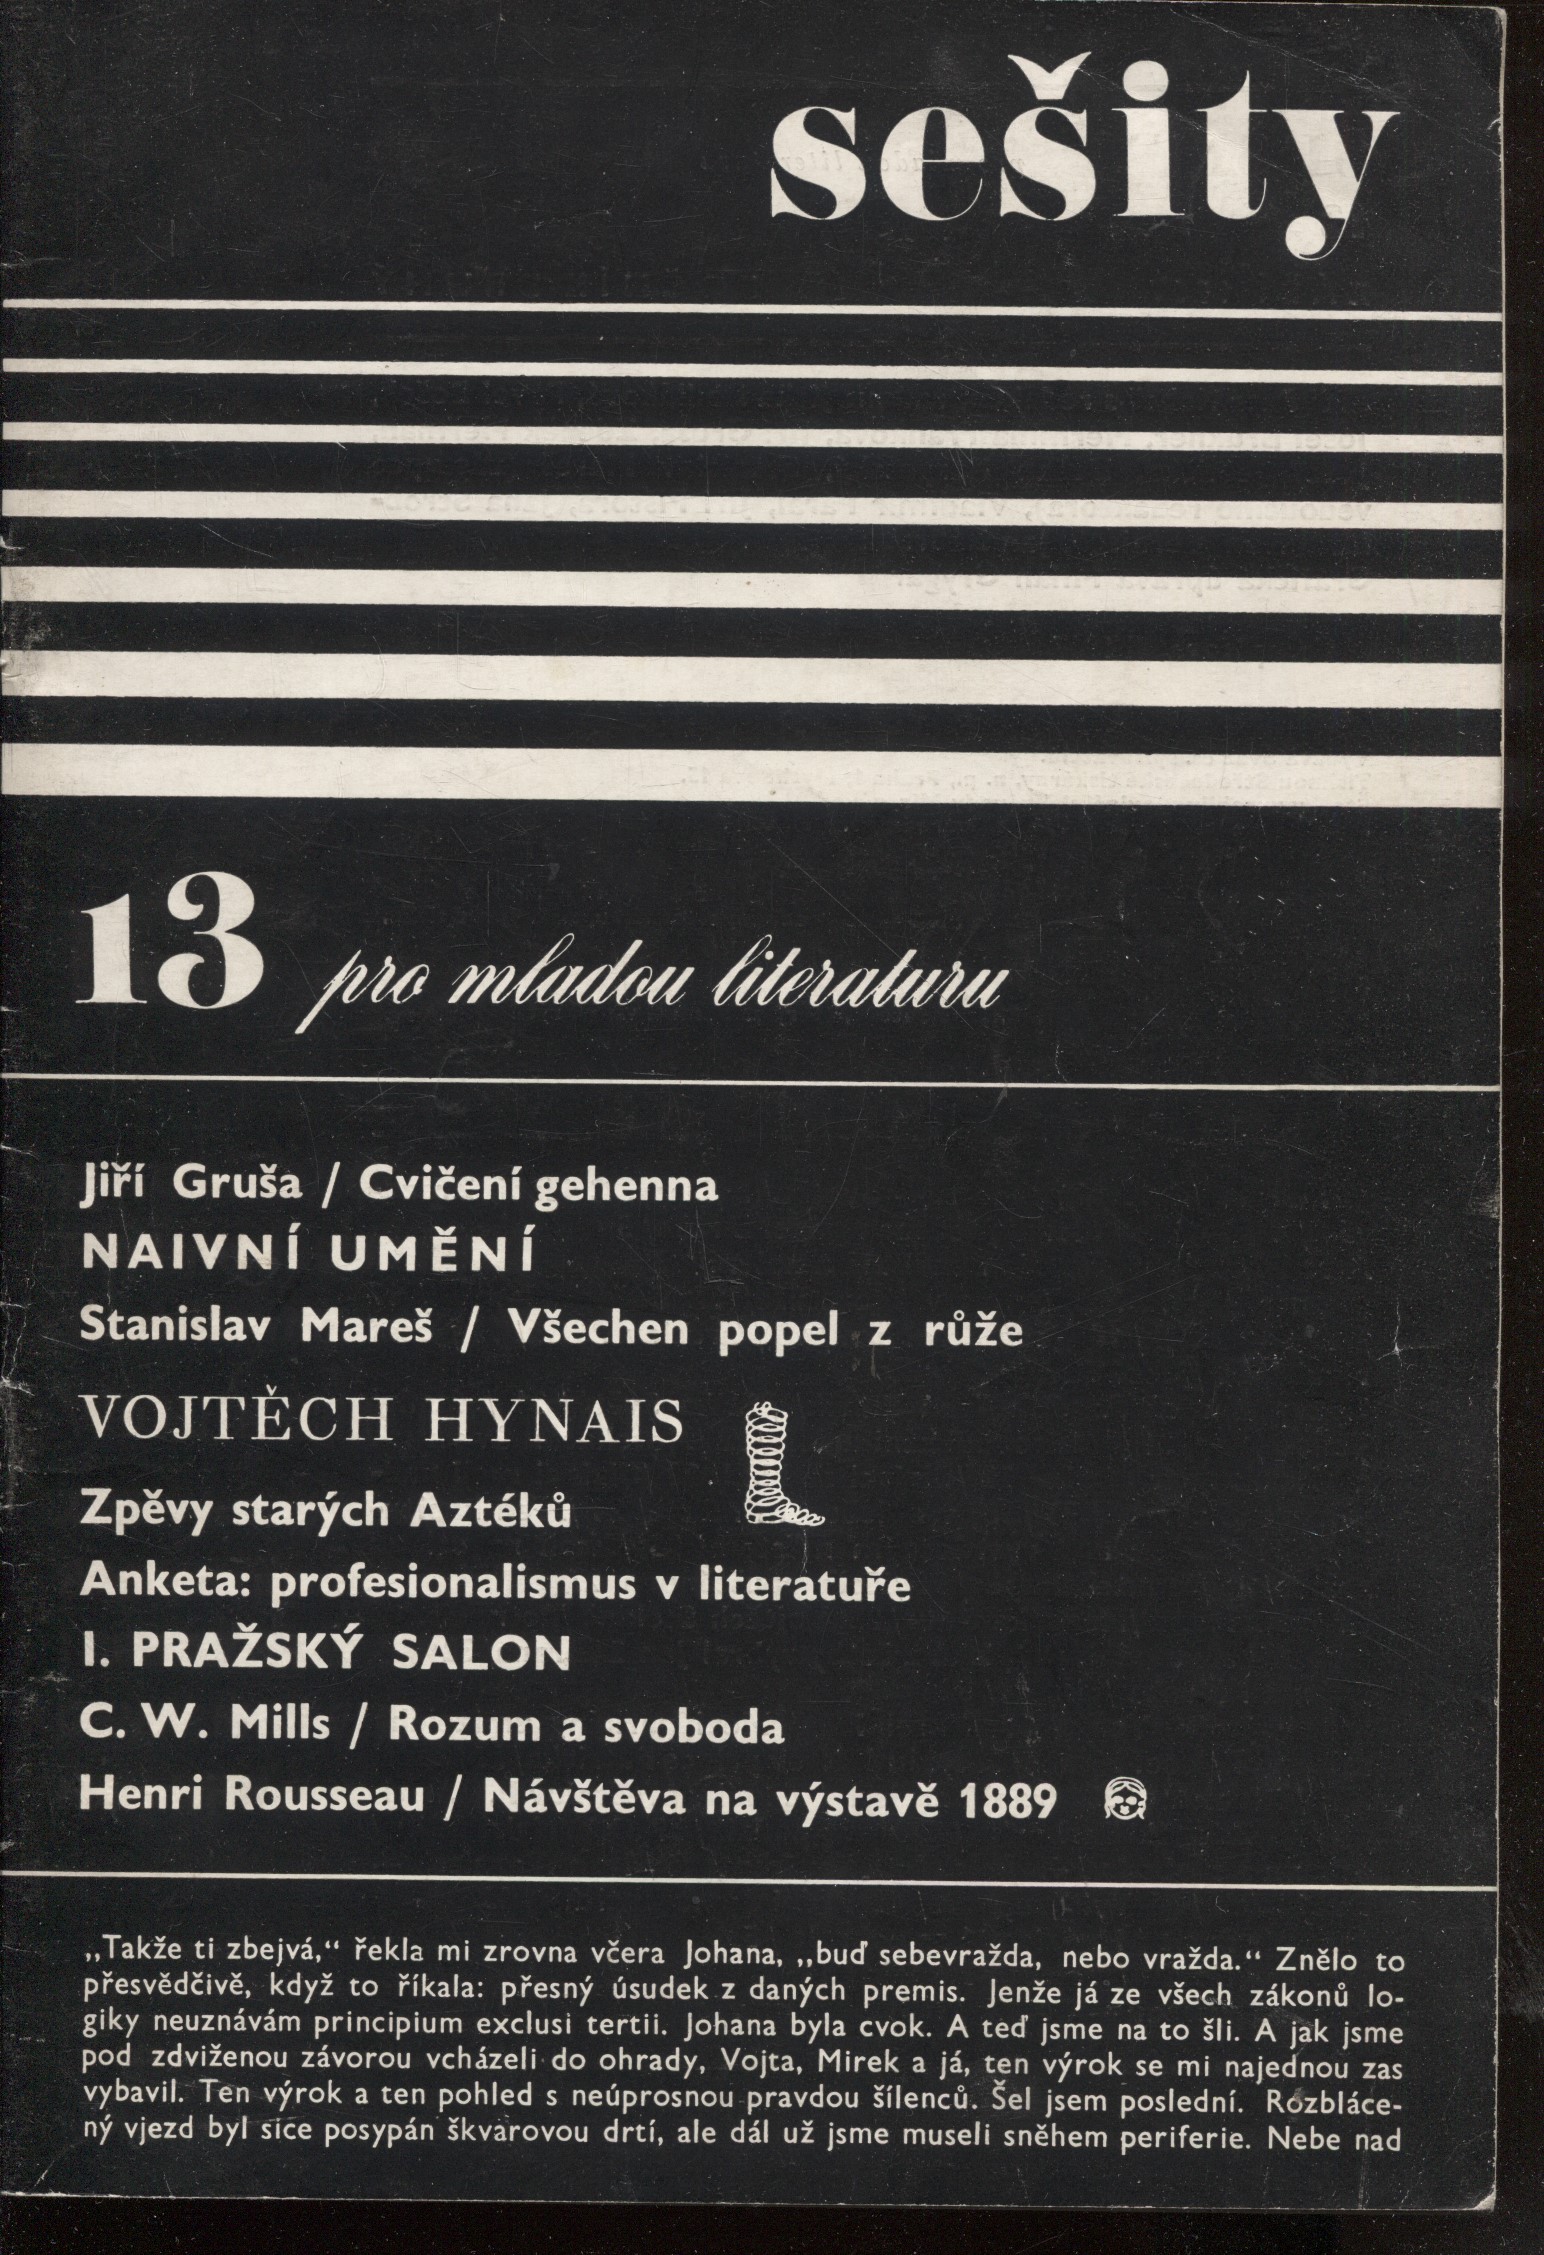 sešity
13 pro mladou literaturu
Jiří Gruša / Cvičení gehenna
NAIVNÍ UMĚNÍ
Stanislav Mareš / Všechen popel z růže
VOJTĚCH HYNAIS
Zpěvy starých Aztéků
Anketa: profesionalismus v literatuře
I. PRAŽSKÝ SALON
C. W. Mills / Rozum a svoboda
Henri Rousseau / Návštěva na výstavě 1889
„Takže ti zbejvá,“ řekla mi zrovna včera Johana, „buď sebevražda, nebo vražda.“ Znělo to
přesvědčivě, když to říkala: přesný úsudek z daných premis. Jenže já ze všech zákonů lo-
giky neuznávám principium exclusi tertii. Johana byla cvok. A teď jsme na to šli. A jak jsme
pod zdviženou závorou vcházeli do ohrady, Vojta, Mirek a já, ten výrok se mi najednou zas
vybavil. Ten výrok a ten pohled s neúprosnou pravdou šílenců. Šel jsem poslední. Rozbláce-
ný vjezd byl sice posypán škvárovou drtí, ale dál už jsme museli sněhem periferie. Nebe nad